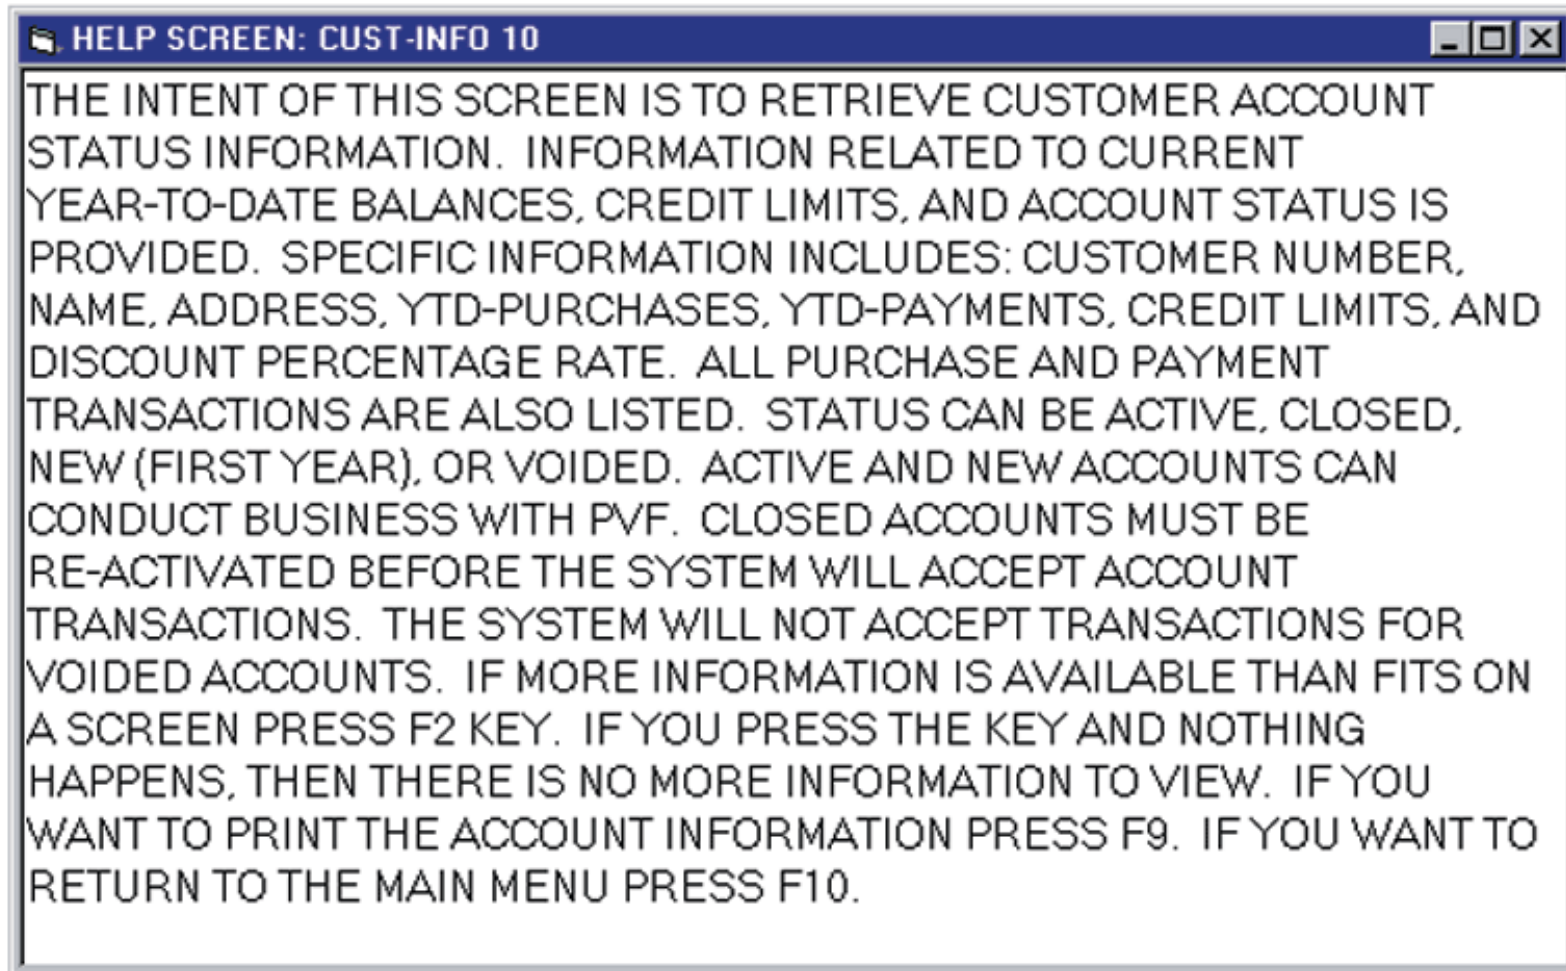 HELP SCREEN: CUST-INFO 10
THE INTENT OF THIS SCREEN IS TO RETRIEVE CUSTOMER ACCOUNT
STATUS INFORMATION.  INFORMATION RELATED TO CURRENT
YEAR-TO-DATE BALANCES, CREDIT LIMITS, AND ACCOUNT STATUS IS
PROVIDED.  SPECIFIC INFORMATION INCLUDES: CUSTOMER NUMBER,
NAME, ADDRESS, YTD-PURCHASES, YTD-PAYMENTS, CREDIT LIMITS, AND
DISCOUNT PERCENTAGE RATE.  ALL PURCHASE AND PAYMENT
TRANSACTIONS ARE ALSO LISTED.  STATUS CAN BE ACTIVE, CLOSED,
NEW (FIRST YEAR), OR VOIDED.  ACTIVE AND NEW ACCOUNTS CAN
CONDUCT BUSINESS WITH PVF.  CLOSED ACCOUNTS MUST BE
RE-ACTIVATED BEFORE THE SYSTEM WILL ACCEPT ACCOUNT
TRANSACTIONS.  THE SYSTEM WILL NOT ACCEPT TRANSACTIONS FOR
VOIDED ACCOUNTS.  IF MORE INFORMATION IS AVAILABLE THAN FITS ON
A SCREEN PRESS F2 KEY.  IF YOU PRESS THE KEY AND NOTHING
HAPPENS, THEN THERE IS NO MORE INFORMATION TO VIEW.  IF YOU
WANT TO PRINT THE ACCOUNT INFORMATION PRESS F9.  IF YOU WANT TO
RETURN TO THE MAIN MENU PRESS F10.